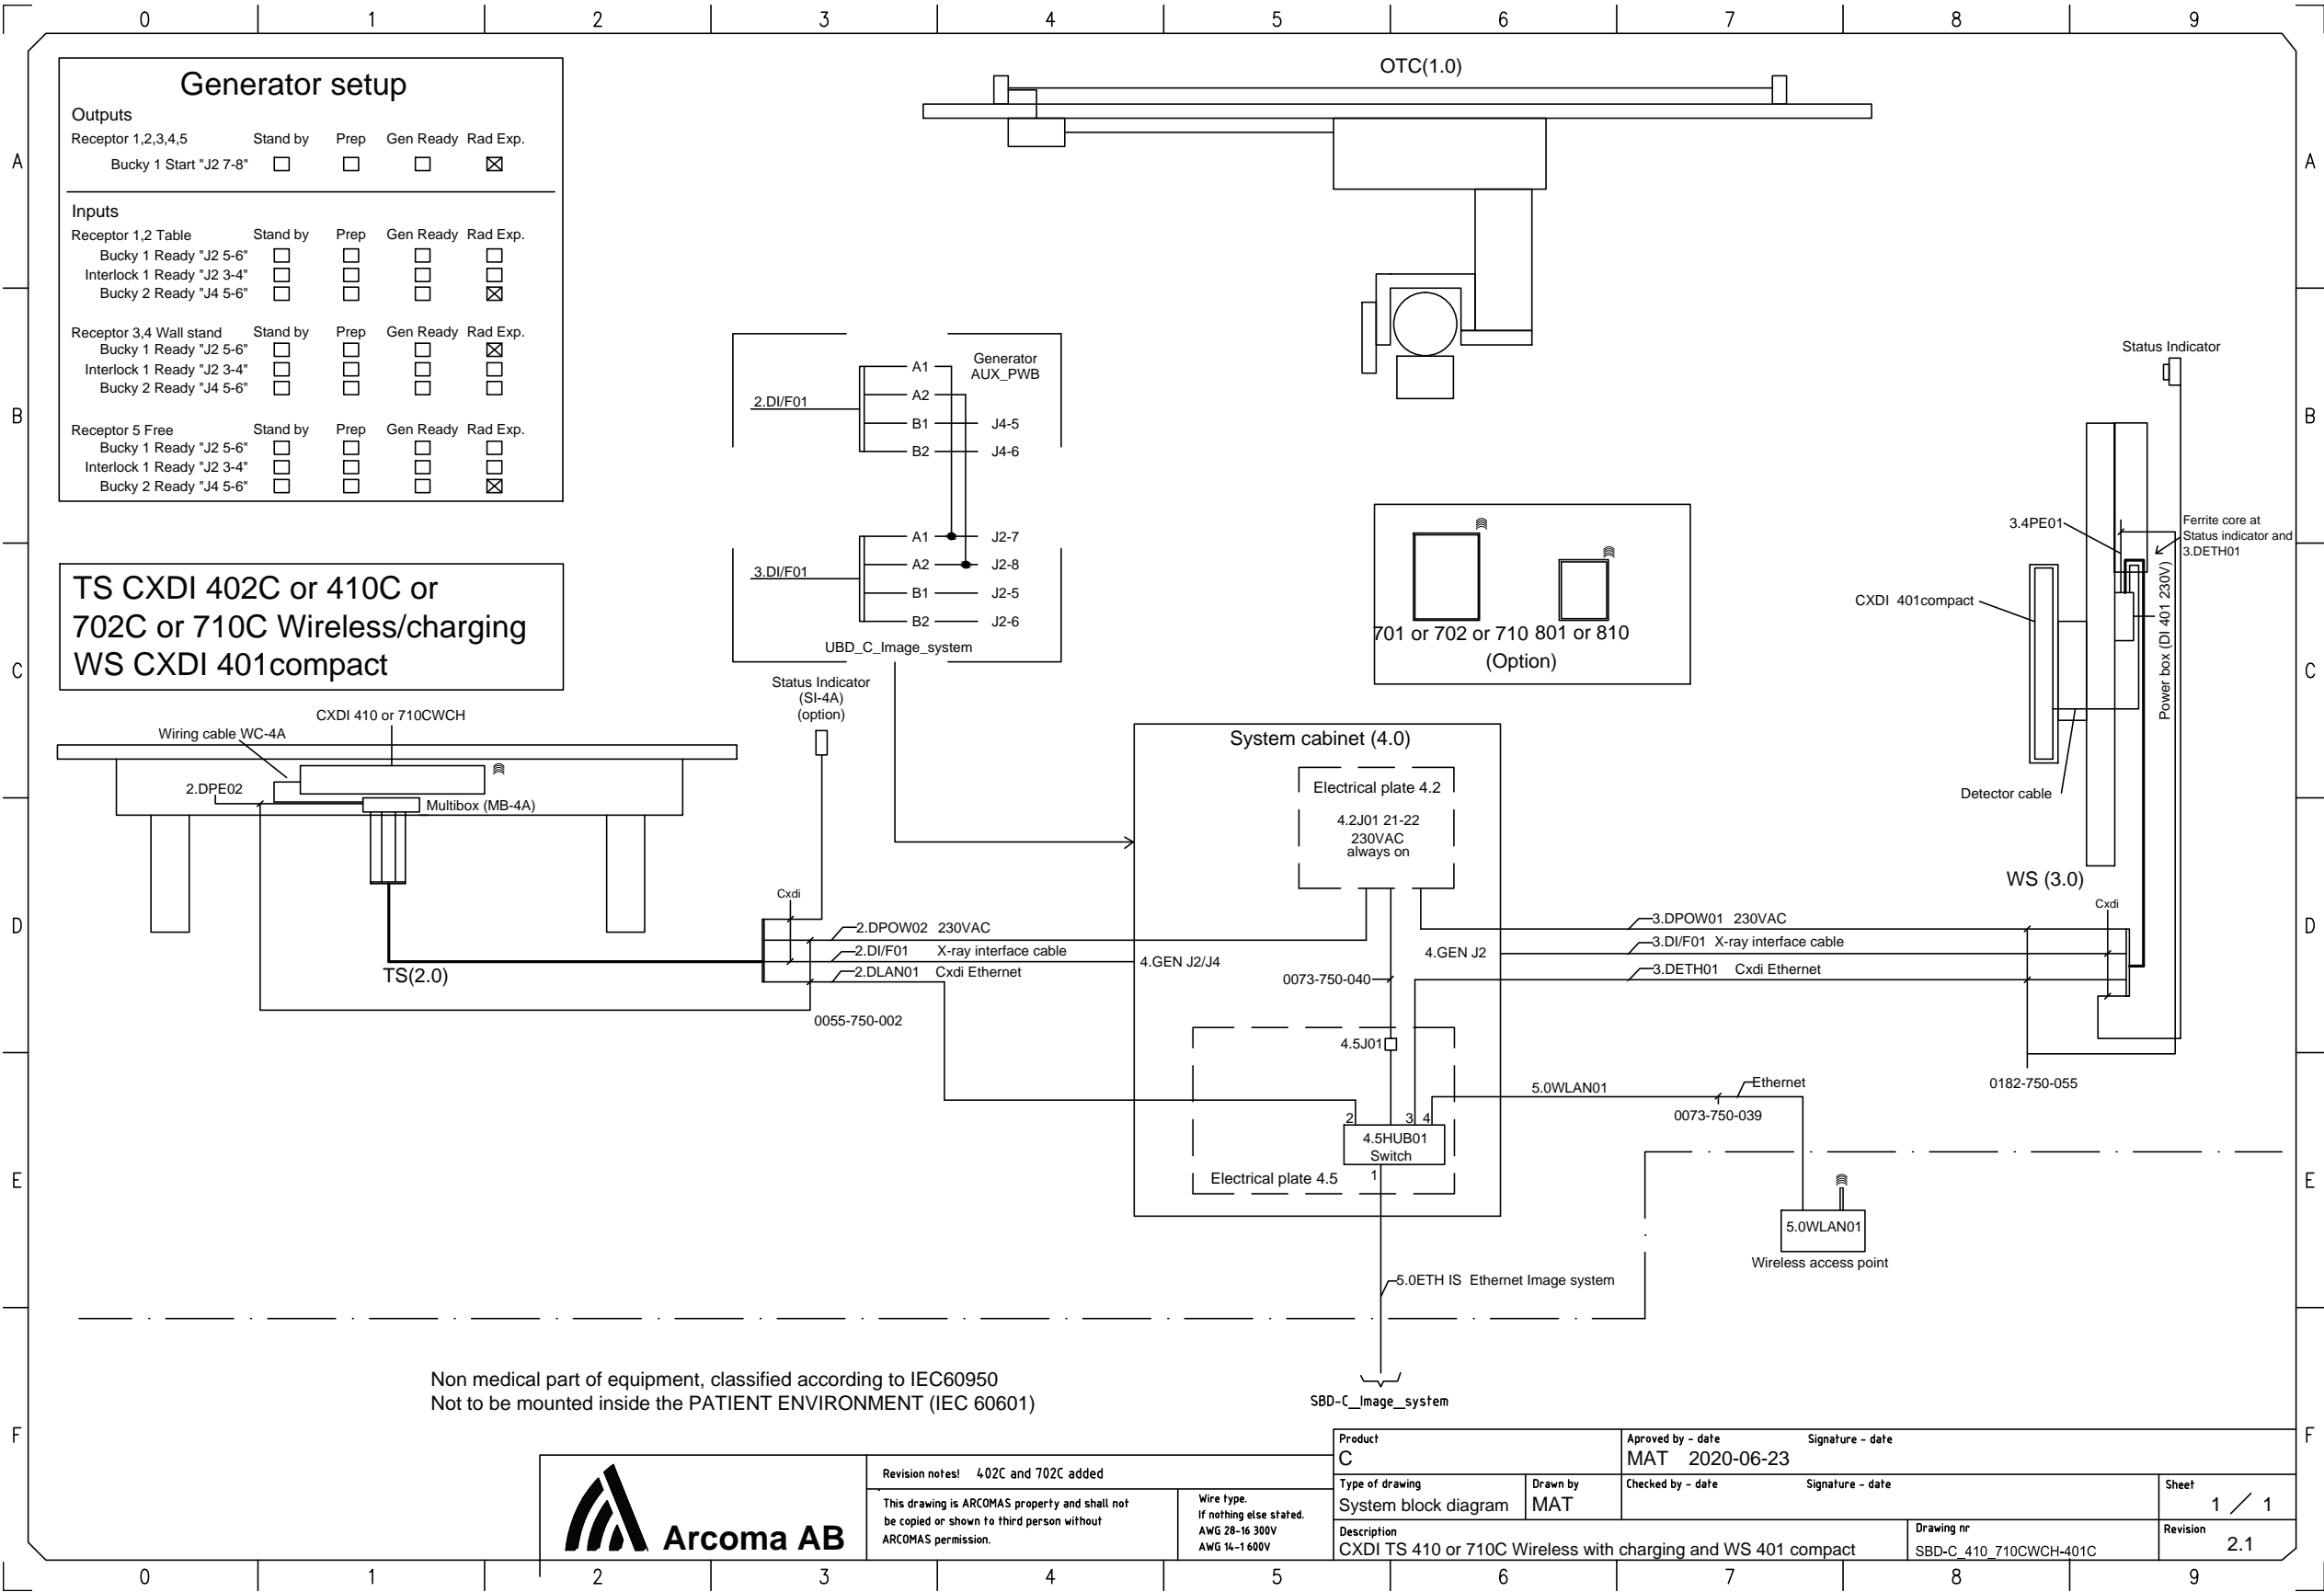 0 1 2 3 4 5 6 7 8 9
A A
B B
C C
D D
E E
F F
Generator setup
Outputs
Receptor 1,2,3,4,5 Stand by Prep Gen Ready Rad Exp.
Bucky 1 Start "J2 7-8"
Inputs
Receptor 1,2 Table Stand by Prep Gen Ready Rad Exp.
Bucky 1 Ready "J2 5-6"
Interlock 1 Ready "J2 3-4"
Bucky 2 Ready "J4 5-6"
Receptor 3,4 Wall stand Stand by Prep Gen Ready Rad Exp.
Bucky 1 Ready "J2 5-6"
Interlock 1 Ready "J2 3-4"
Bucky 2 Ready "J4 5-6"
Receptor 5 Free Stand by Prep Gen Ready Rad Exp.
Bucky 1 Ready "J2 5-6"
Interlock 1 Ready "J2 3-4"
Bucky 2 Ready "J4 5-6"
OTC(1.0)
Generator
AUX_PWB
2.DI/F01
A1
A2
B1 J4-5
B2 J4-6
3.DI/F01
A1 J2-7
A2 J2-8
B1 J2-5
B2 J2-6
UBD_C_Image_system
Status Indicator
3.4PE01
Ferrite core at
Status indicator and
3.DETH01
Power box (DI 401 230V)
CXDI 401compact
Detector cable
WS (3.0)
Cxdi
701 or 702 or 710 801 or 810
(Option)
TS CXDI 402C or 410C or
702C or 710C Wireless/charging
WS CXDI 401compact
Status Indicator
(SI-4A)
(option)
CXDI 410 or 710CWCH
Wiring cable WC-4A
2.DPE02
Multibox (MB-4A)
TS(2.0)
Cxdi
2.DPOW02 230VAC
2.DI/F01 X-ray interface cable
2.DLAN01 Cxdi Ethernet
0055-750-002
System cabinet (4.0)
Electrical plate 4.2
4.2J01 21-22
230VAC
always on
4.GEN J2/J4
4.GEN J2
0073-750-040
4.5J01
2 3 4
4.5HUB01
Switch
1
Electrical plate 4.5
3.DPOW01 230VAC
3.DI/F01 X-ray interface cable
3.DETH01 Cxdi Ethernet
0182-750-055
5.0WLAN01
Ethernet
0073-750-039
5.0WLAN01
Wireless access point
5.0ETH IS Ethernet Image system
SBD-C_Image_system
Non medical part of equipment, classified according to IEC60950
Not to be mounted inside the PATIENT ENVIRONMENT (IEC 60601)
Arcoma AB
Revision notes! 402C and 702C added
This drawing is ARCOMAS property and shall not
be copied or shown to third person without
ARCOMAS permission.
Wire type.
If nothing else stated.
AWG 28-16 300V
AWG 14-1 600V
Product
C
Aproved by - date Signature - date
MAT 2020-06-23
Type of drawing
System block diagram
Drawn by
MAT
Checked by - date Signature - date
Sheet
1 / 1
Description
CXDI TS 410 or 710C Wireless with charging and WS 401 compact
Drawing nr
SBD-C_410_710CWCH-401C
Revision
2.1
0 1 2 3 4 5 6 7 8 9